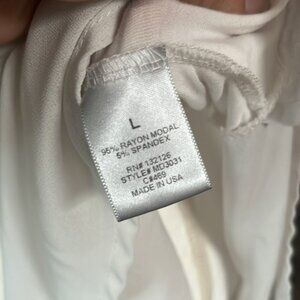 L
95% RAYON MODAL
5% SPANDEX
RN# 132126
STYLE# MD3031
C#469
MADE IN USA